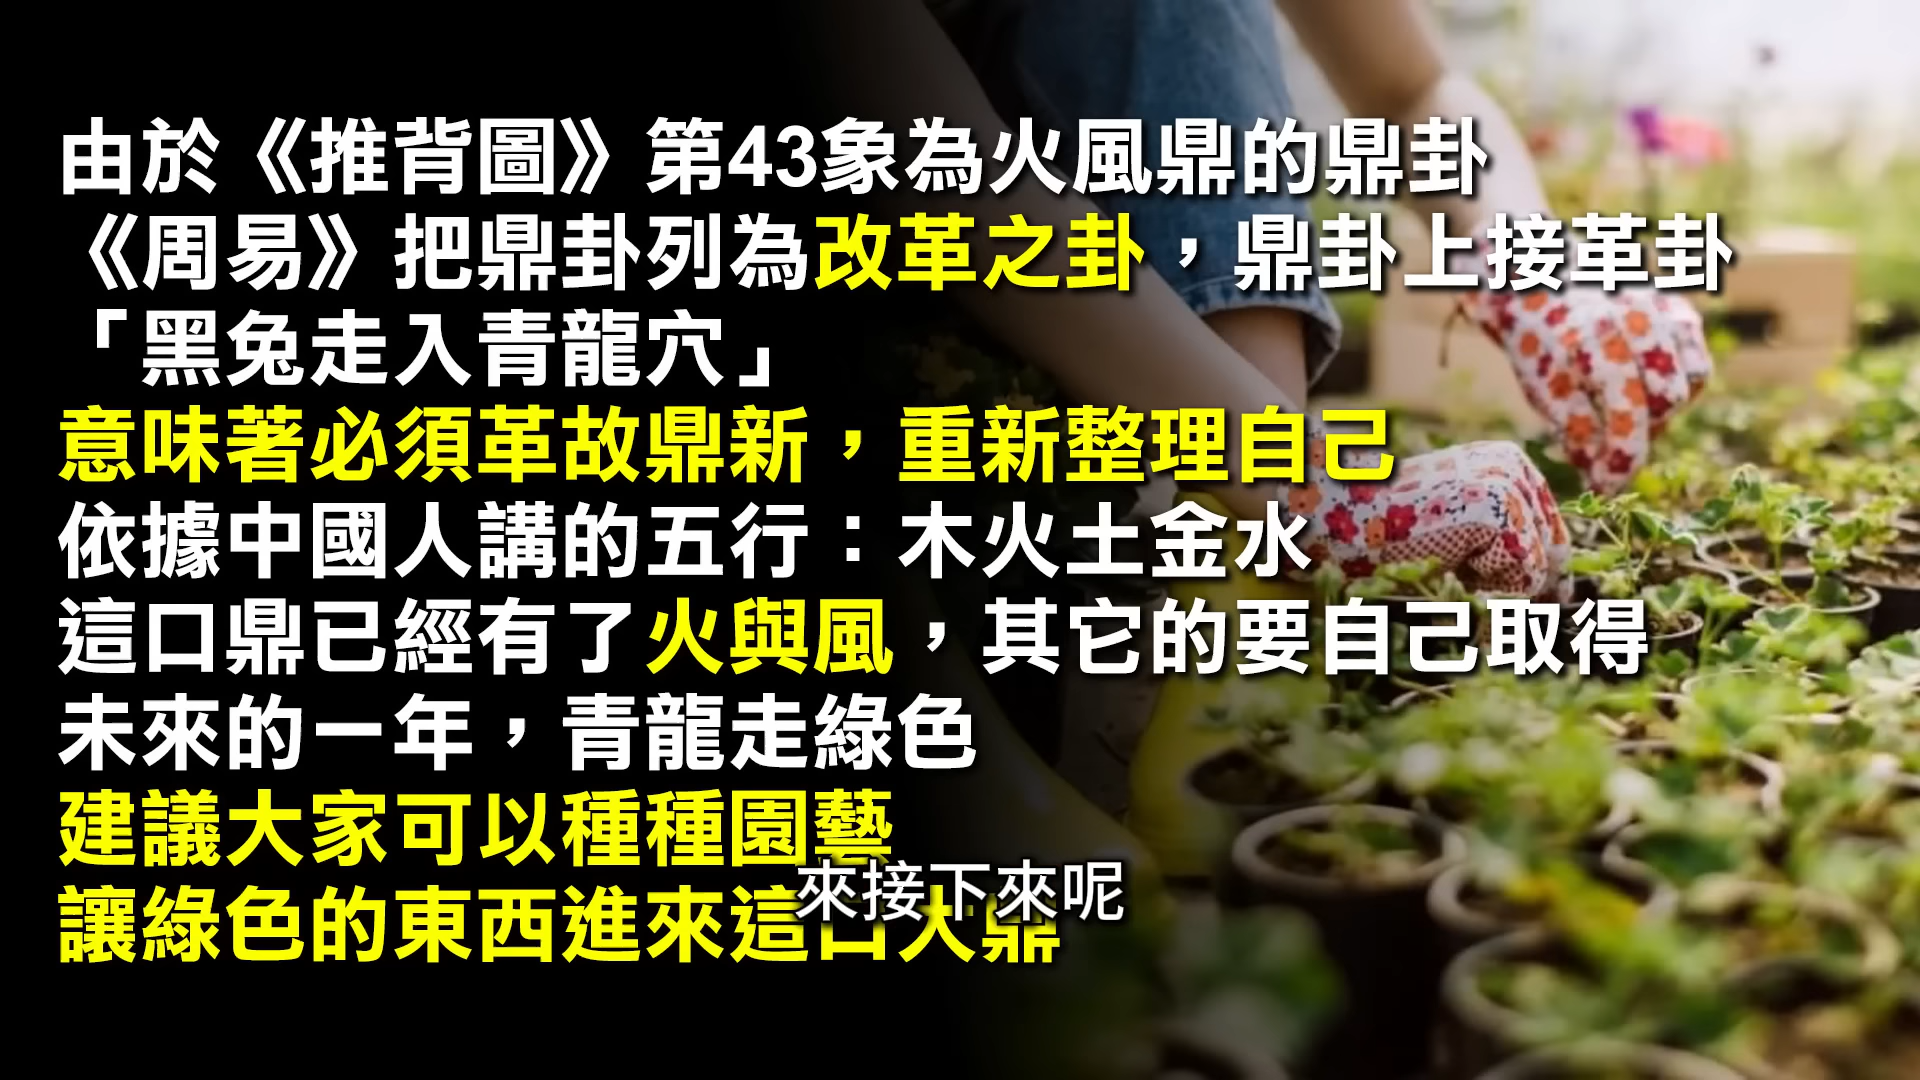 由於《推背圖》第43象為火風鼎的鼎卦
《周易》把鼎卦列為改革之卦，鼎卦上接革卦
「黑兔走入青龍穴」
意味著必須革故鼎新，重新整理自己
依據中國人講的五行：木火土金水
這口鼎已經有了火與風，其它的要自己取得
未來的一年，青龍走綠色
建議大家可以種種園藝
讓綠色的東西進來這口大鼎
來接下來呢